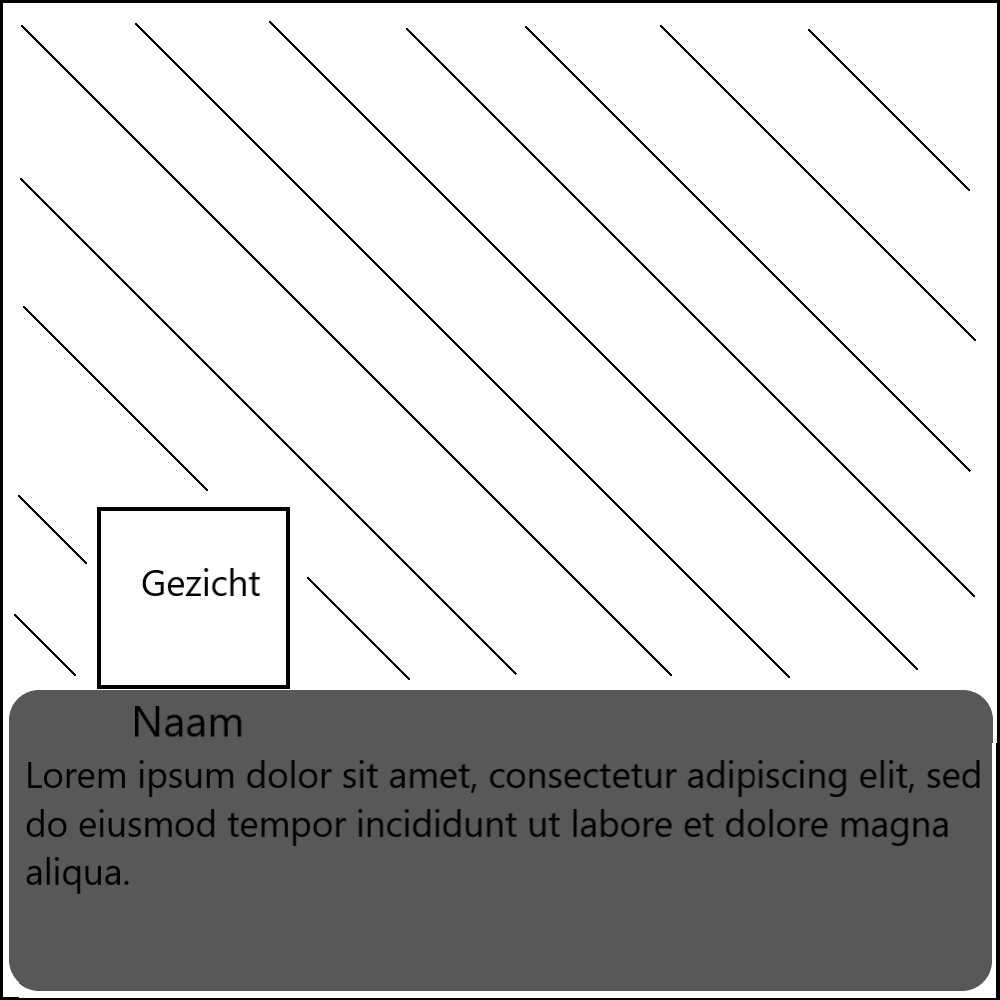 Gezicht
Naam
Lorem ipsum dolor sit amet, consectetur adipiscing elit, sed
do eiusmod tempor incididunt ut labore et dolore magna
aliqua.